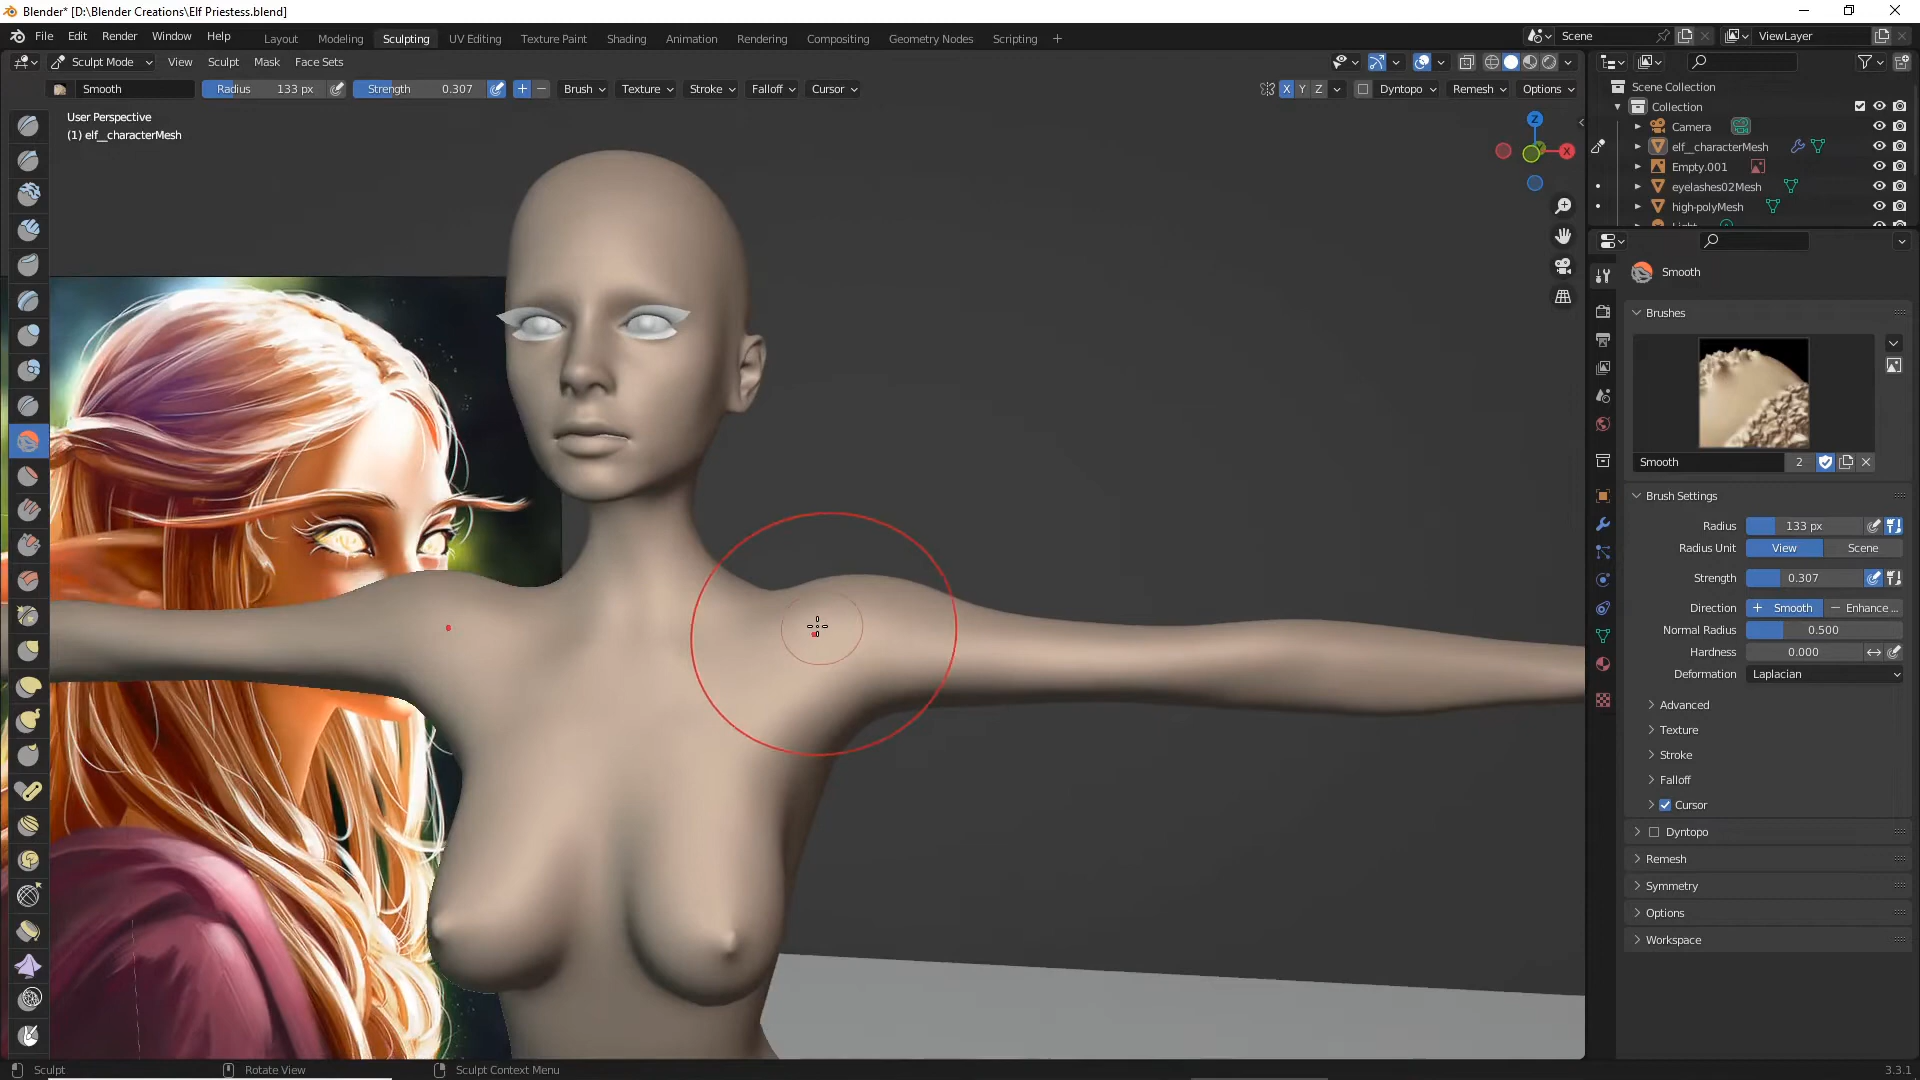 Blender* [D:\Blender Creations\Elf Priestess.blend]
File Edit Render Window Help
Layout Modeling Sculpting UV Editing Texture Paint Shading Animation Rendering Compositing Geometry Nodes Scripting +
Scene ViewLayer
Sculpt Mode View Sculpt Mask Face Sets
Smooth Radius 133 px Strength 0.307 + − Brush Texture Stroke Falloff Cursor
X Y Z Dyntopo Remesh Options
User Perspective
(1) elf__characterMesh
Z
X
Scene Collection
Collection
Camera
elf__characterMesh
Empty.001
eyelashes02Mesh
high-polyMesh
Smooth
Brushes
Smooth 2
Brush Settings
Radius 133 px
Radius Unit View Scene
Strength 0.307
Direction + Smooth − Enhance ...
Normal Radius 0.500
Hardness 0.000
Deformation Laplacian
Advanced
Texture
Stroke
Falloff
Cursor
Dyntopo
Remesh
Symmetry
Options
Workspace
Sculpt Rotate View Sculpt Context Menu 3.3.1